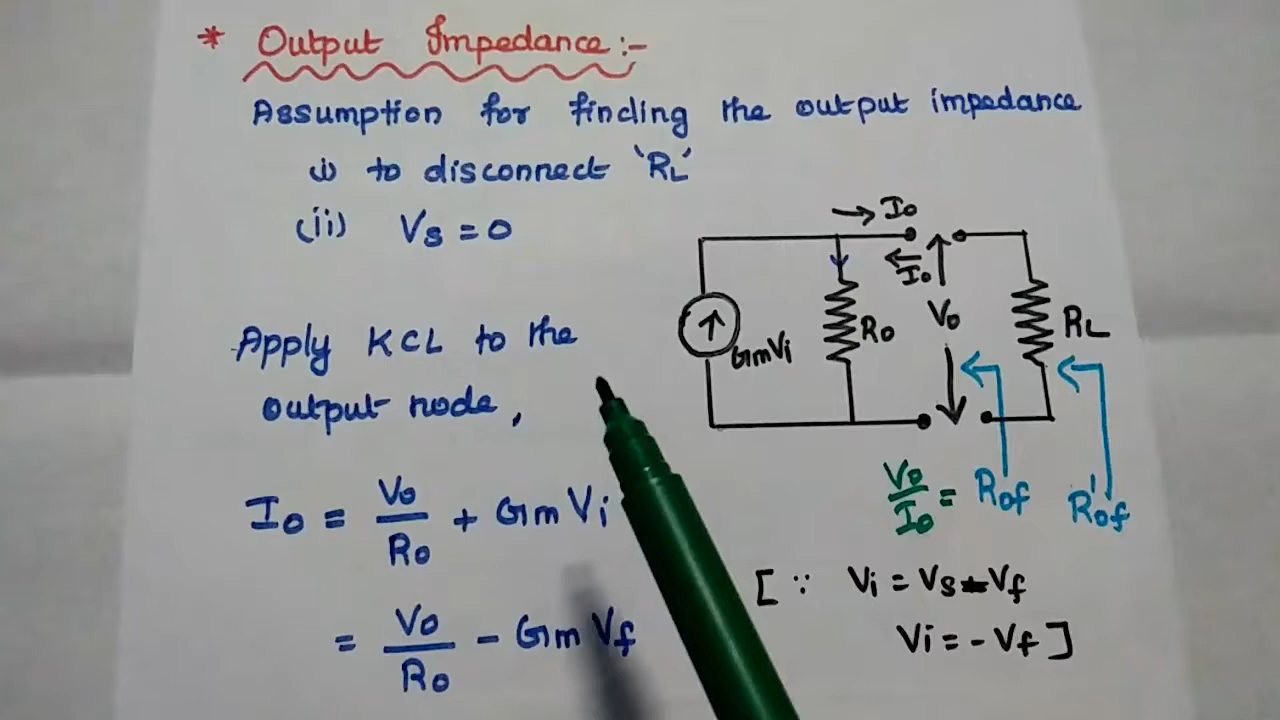 * Output Impedance:-
Assumption for finding the output impedance
(i) to disconnect 'RL'
(ii) Vs = 0
→ Io
← Io
GmVi
Ro
Vo
RL
Apply KCL to the
output node,
Vo/Io = Rof
R'of
Io = Vo/Ro + Gm Vi
[∵ Vi = Vs - Vf
= Vo/Ro - Gm Vf
Vi = - Vf ]